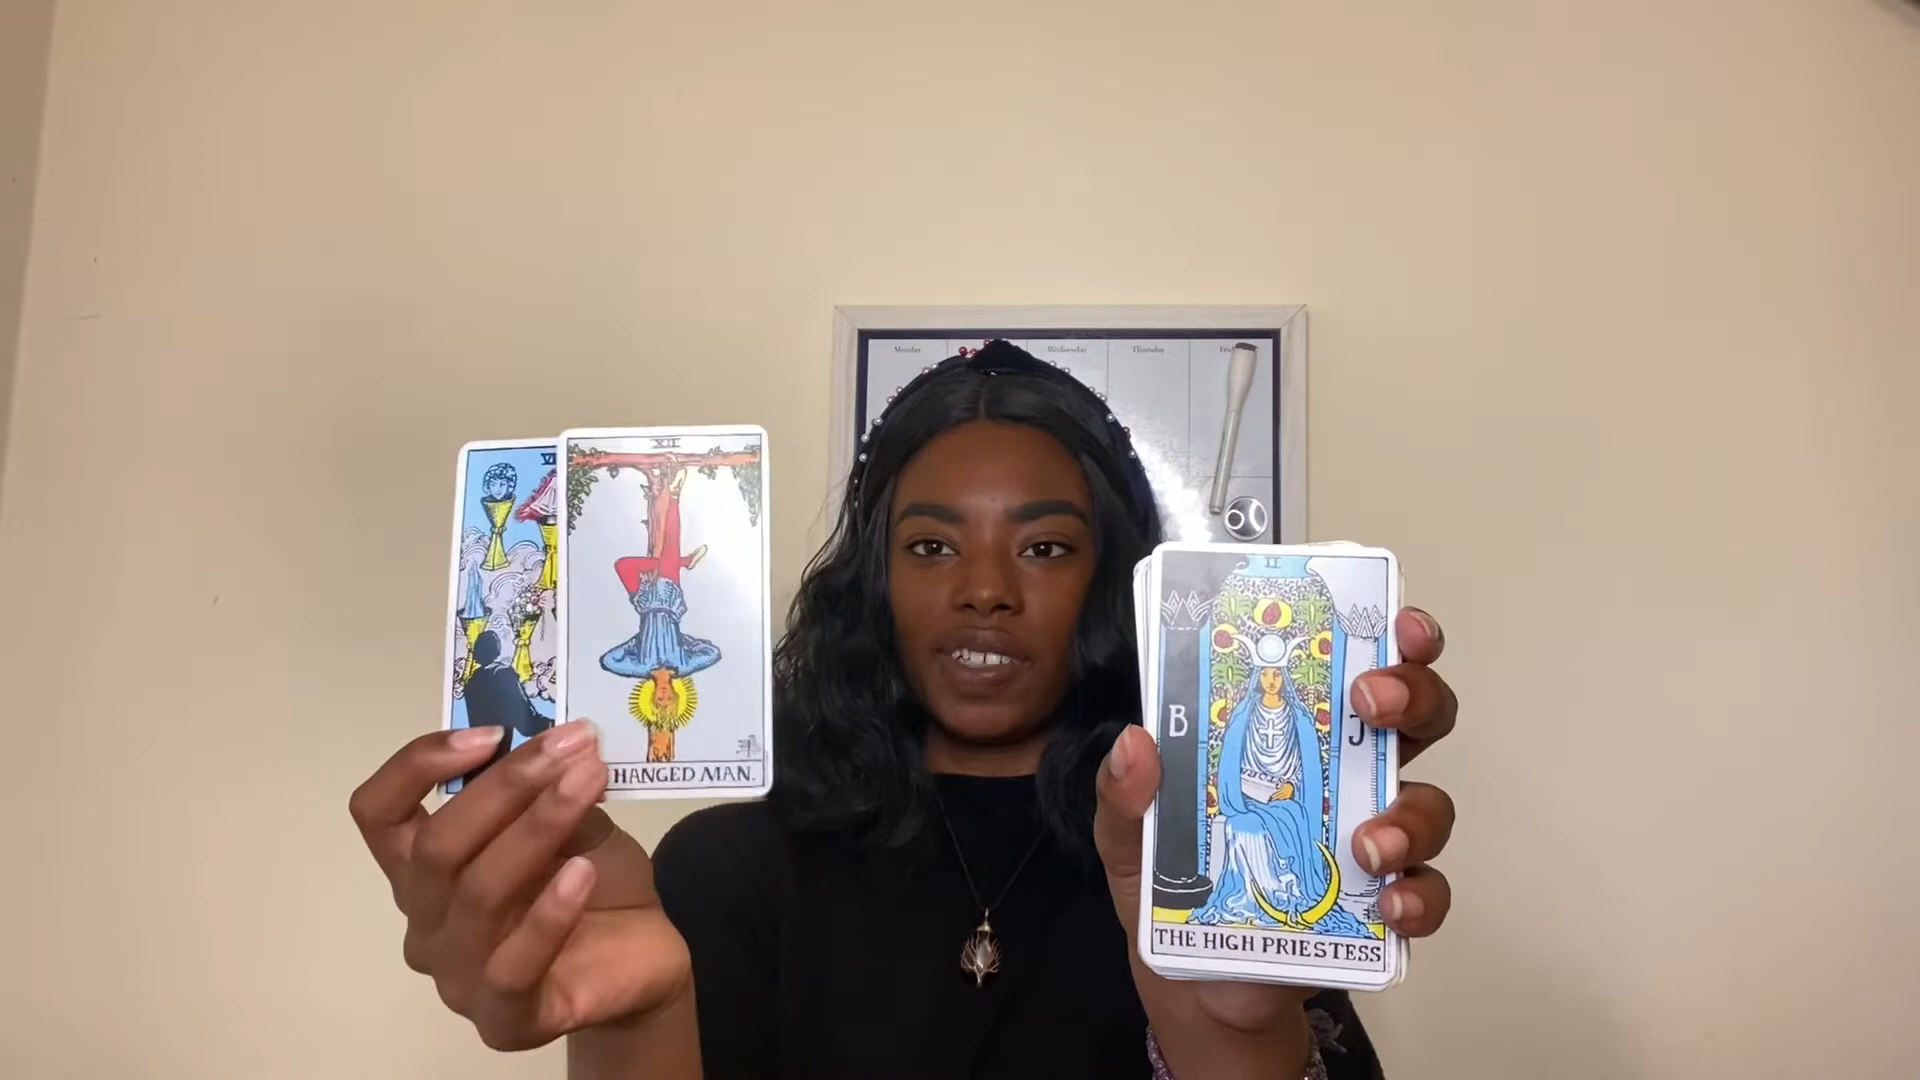 Monday Wednesday Thursday
XII
HANGED MAN.
II
B J
THE HIGH PRIESTESS